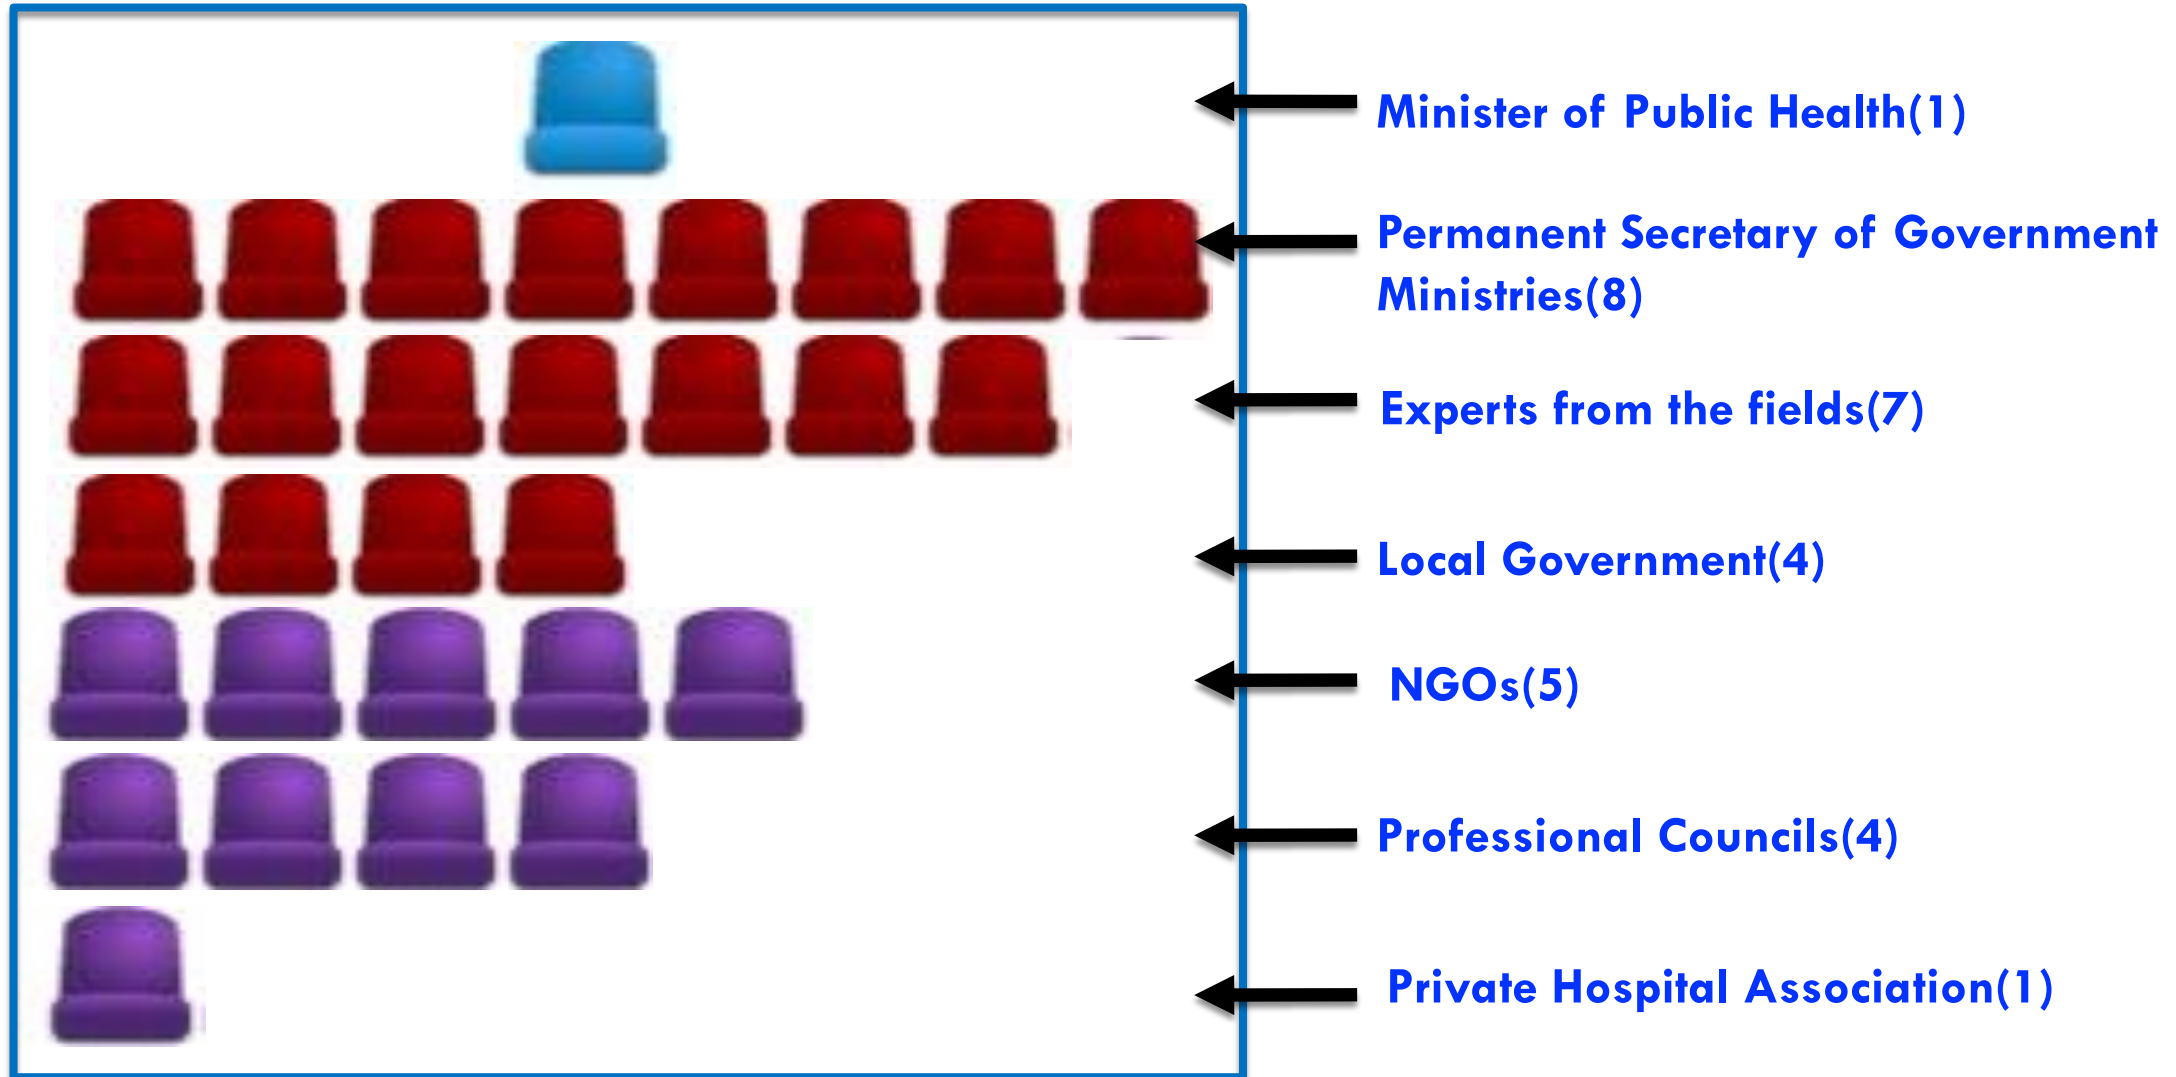 Minister of Public Health(1)
Permanent Secretary of Government
Ministries(8)
Experts from the fields(7)
Local Government(4)
NGOs(5)
Professional Councils(4)
Private Hospital Association(1)